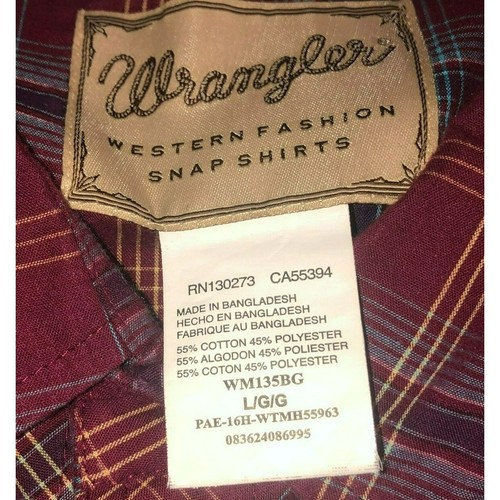 Wrangler
WESTERN FASHION
SNAP SHIRTS
RN130273 CA55394
MADE IN BANGLADESH
HECHO EN BANGLADESH
FABRIQUE AU BANGLADESH
55% COTTON 45% POLYESTER
55% ALGODON 45% POLIESTER
55% COTON 45% POLYESTER
WM135BG
L/G/G
PAE-16H-WTMH55963
083624086995